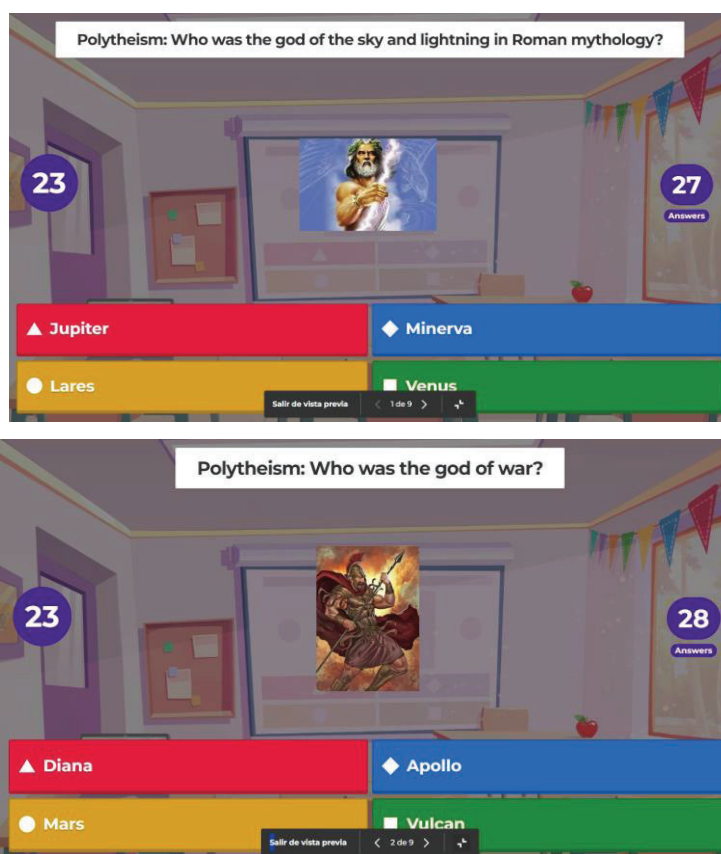 Polytheism: Who was the god of the sky and lightning in Roman mythology?
23
27
Answers
Jupiter
Minerva
Lares
Venus
Salir de vista previa
1 de 9
Polytheism: Who was the god of war?
23
28
Answers
Diana
Apollo
Mars
Vulcan
Salir de vista previa
2 de 9